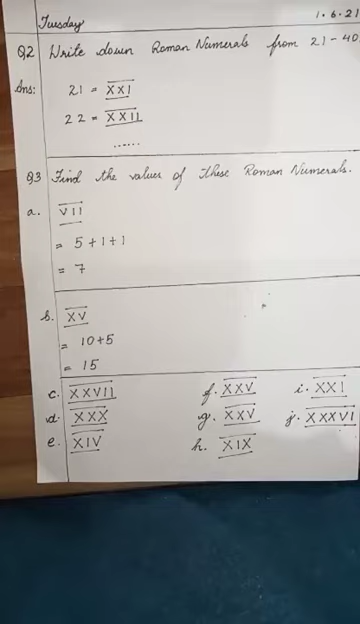 Tuesday
1.6.21
Q2 Write down Roman Numerals from 21-40.
Ans: 21 = XXI
22 = XXII
......
Q3 Find the values of these Roman Numerals.
a. VII
= 5+1+1
= 7
b. XV
= 10+5
= 15
c. XXVII f. XXV i. XXI
d. XXX g. XXV j. XXXVI
e. XIV h. XIX